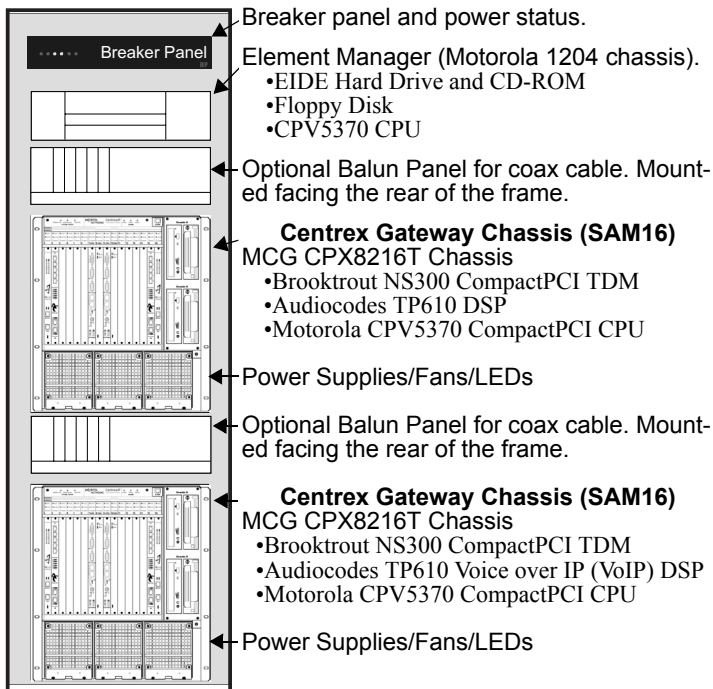 Breaker panel and power status.
Breaker Panel
Element Manager (Motorola 1204 chassis).
•EIDE Hard Drive and CD-ROM
•Floppy Disk
•CPV5370 CPU
Optional Balun Panel for coax cable. Mount-
ed facing the rear of the frame.
Centrex Gateway Chassis (SAM16)
MCG CPX8216T Chassis
•Brooktrout NS300 CompactPCI TDM
•Audiocodes TP610 DSP
•Motorola CPV5370 CompactPCI CPU
Power Supplies/Fans/LEDs
Optional Balun Panel for coax cable. Mount-
ed facing the rear of the frame.
Centrex Gateway Chassis (SAM16)
MCG CPX8216T Chassis
•Brooktrout NS300 CompactPCI TDM
•Audiocodes TP610 Voice over IP (VoIP) DSP
•Motorola CPV5370 CompactPCI CPU
Power Supplies/Fans/LEDs